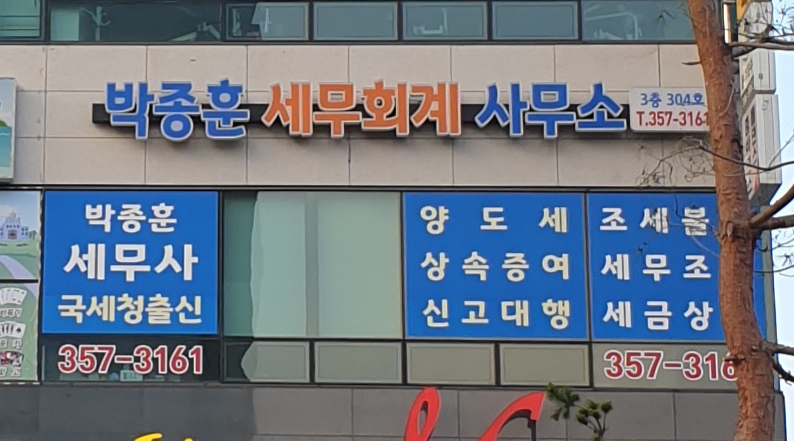 박종훈 세무회계 사무소
3층 304호
T.357-3161
박종훈
세무사
국세청출신
357-3161
양도세
상속증여
신고대행
조세불
세무조
세금상
357-316